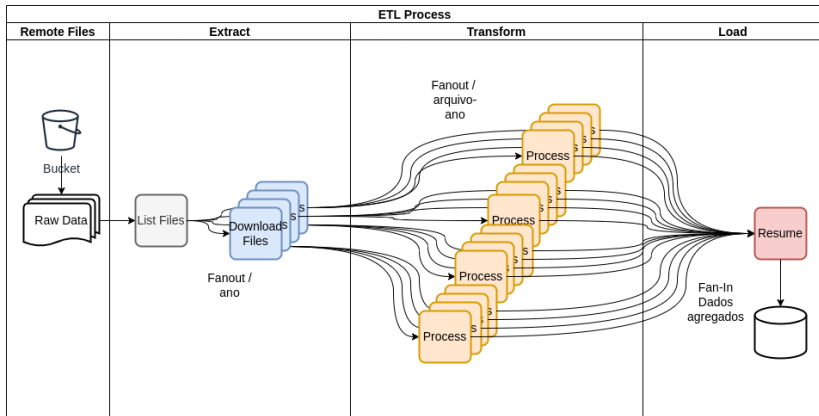 ETL Process
Remote Files
Extract
Transform
Load
Bucket
Raw Data
List Files
Downloads
Files
s
s
s
Fanout /
ano
Fanout /
arquivo-
ano
Process
s
Process
s
Process
s
Process
s
Resume
Fan-In
Dados
agregados